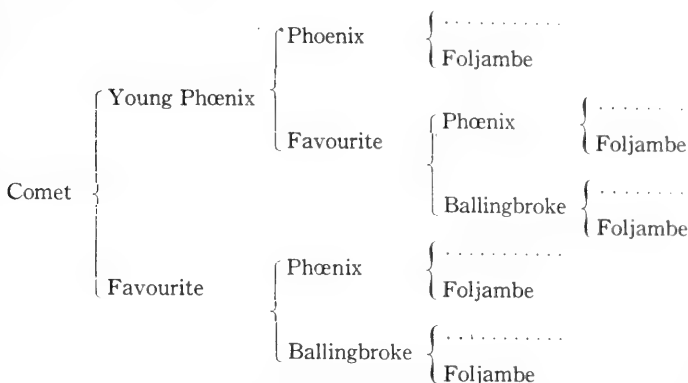 Phoenix
. . . . . . . . . . .
Foljambe
Young Phœnix
Favourite
Phœnix
. . . . . . . .
Foljambe
Ballingbroke
. . . . . . . .
Foljambe
Comet
Favourite
Phœnix
. . . . . . . . . . .
Foljambe
Ballingbroke
. . . . . . . . . . .
Foljambe